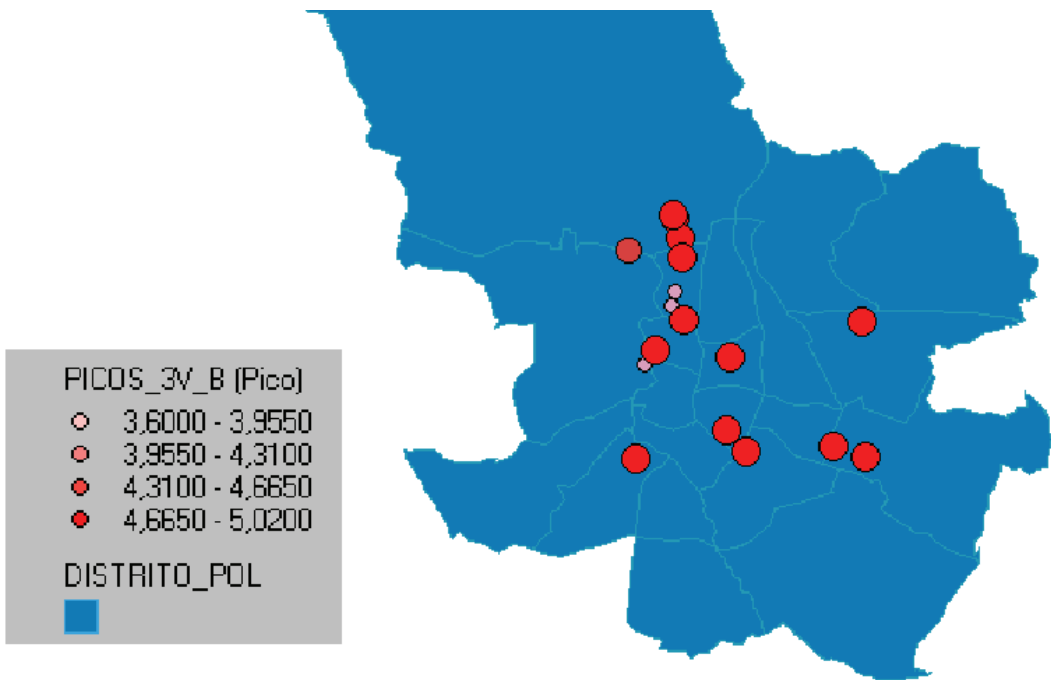 PICOS_3V_B (Pico)
3,6000 - 3,9550
3,9550 - 4,3100
4,3100 - 4,6650
4,6650 - 5,0200
DISTRITO_POL